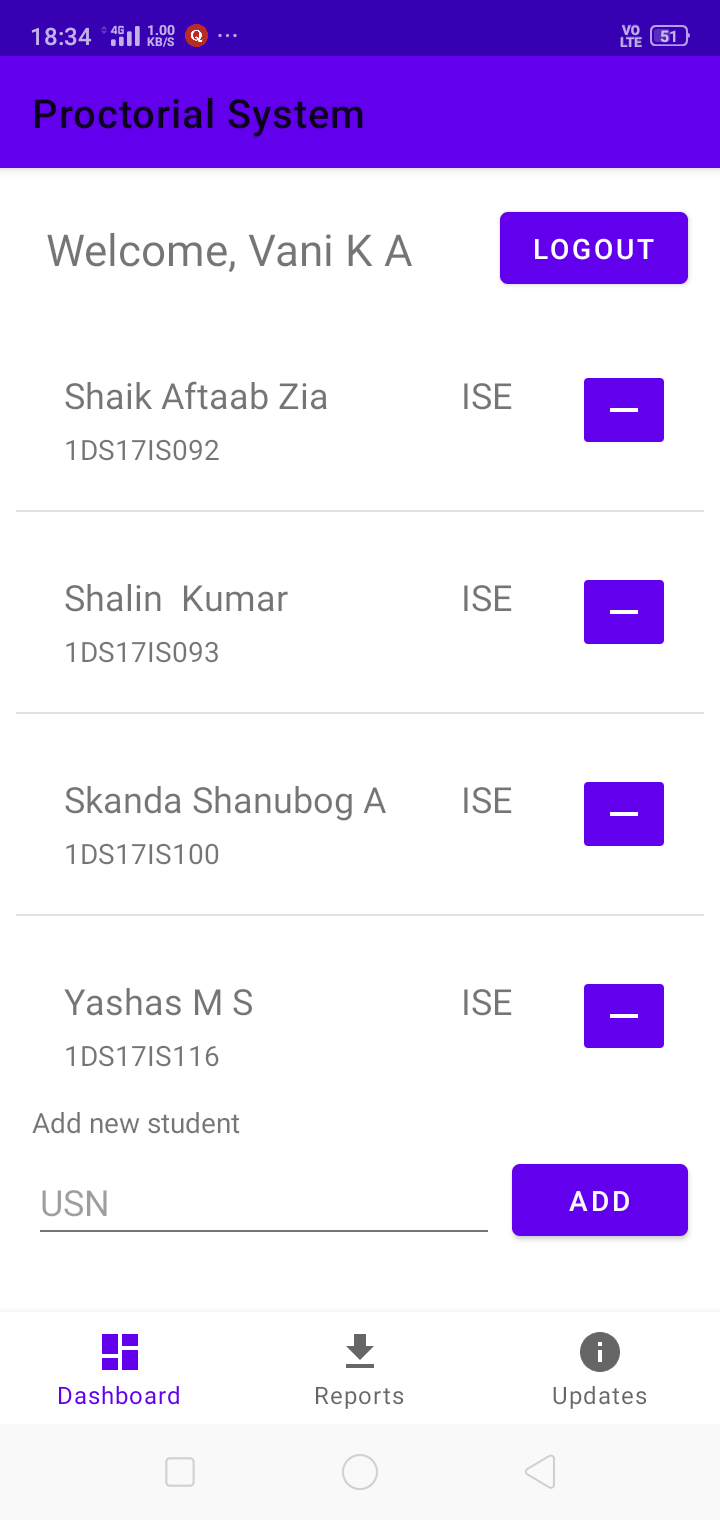 18:34 4G 1.00 KB/S Q ... VO LTE 51
Proctorial System
Welcome, Vani K A LOGOUT
Shaik Aftaab Zia ISE
1DS17IS092
Shalin  Kumar ISE
1DS17IS093
Skanda Shanubog A ISE
1DS17IS100
Yashas M S ISE
1DS17IS116
Add new student
USN ADD
Dashboard Reports Updates